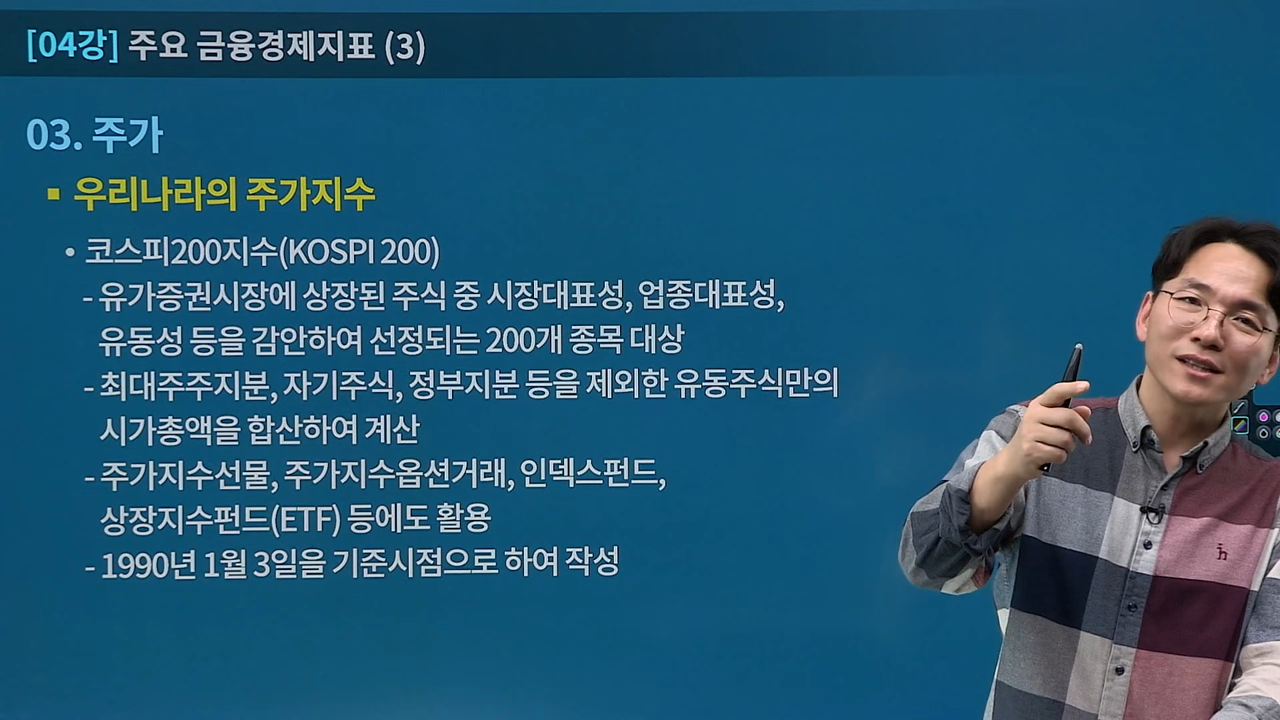 [04강] 주요 금융경제지표 (3)
03. 주가
▪ 우리나라의 주가지수
• 코스피200지수(KOSPI 200)
- 유가증권시장에 상장된 주식 중 시장대표성, 업종대표성,
유동성 등을 감안하여 선정되는 200개 종목 대상
- 최대주주지분, 자기주식, 정부지분 등을 제외한 유동주식만의
시가총액을 합산하여 계산
- 주가지수선물, 주가지수옵션거래, 인덱스펀드,
상장지수펀드(ETF) 등에도 활용
- 1990년 1월 3일을 기준시점으로 하여 작성